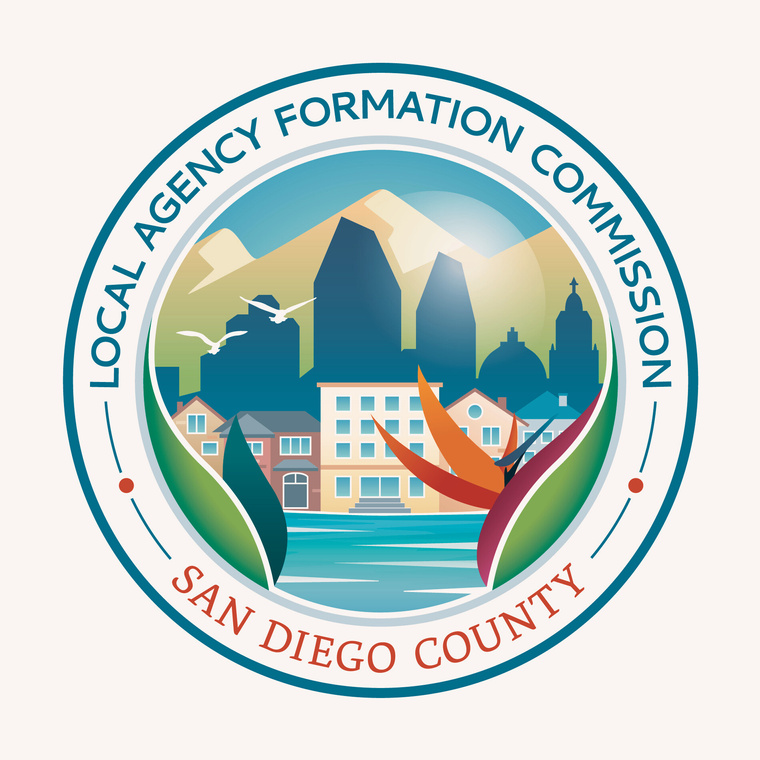 LOCAL AGENCY FORMATION COMMISSION
SAN DIEGO COUNTY